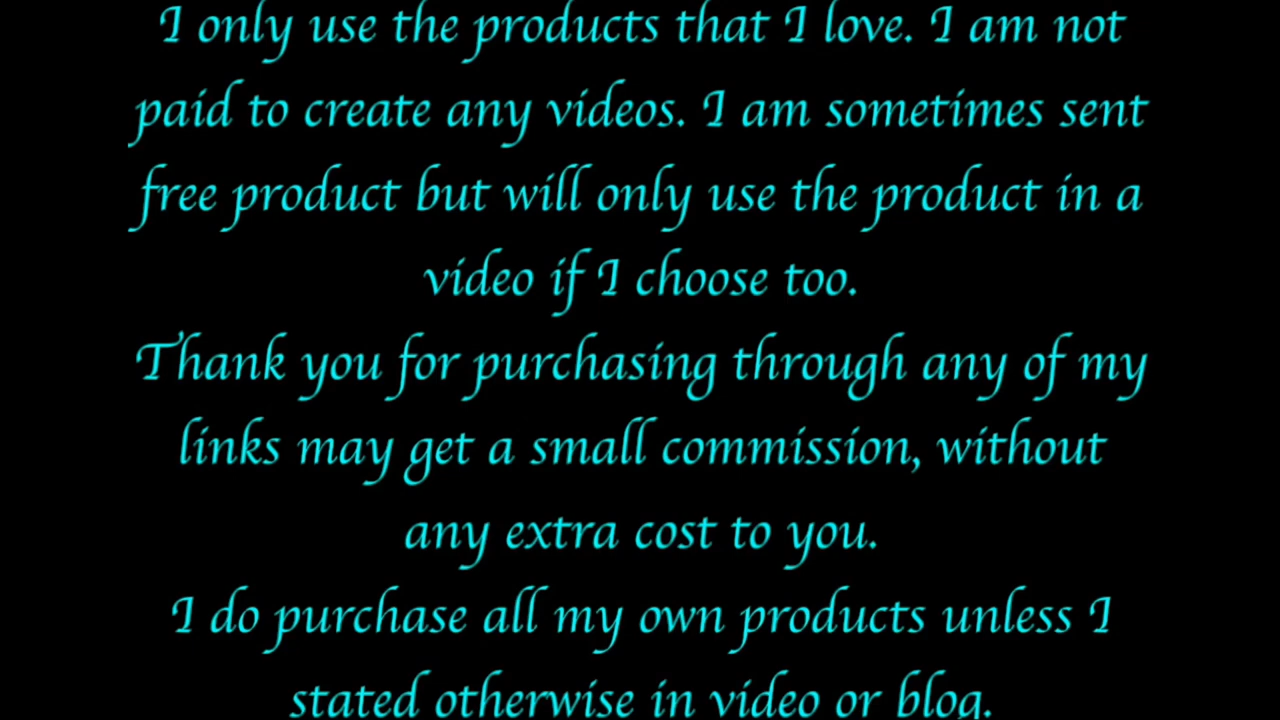 I only use the products that I love. I am not
paid to create any videos. I am sometimes sent
free product but will only use the product in a
video if I choose too.
Thank you for purchasing through any of my
links may get a small commission, without
any extra cost to you.
I do purchase all my own products unless I
stated otherwise in video or blog.